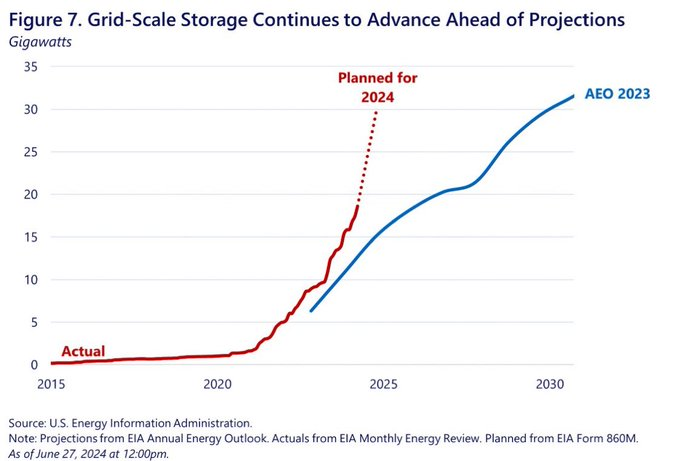 Figure 7. Grid-Scale Storage Continues to Advance Ahead of Projections
Gigawatts
35
Planned for
2024
AEO 2023
30
25
20
15
10
5
Actual
0
2015
2020
2025
2030
Source: U.S. Energy Information Administration.
Note: Projections from EIA Annual Energy Outlook. Actuals from EIA Monthly Energy Review. Planned from EIA Form 860M.
As of June 27, 2024 at 12:00pm.